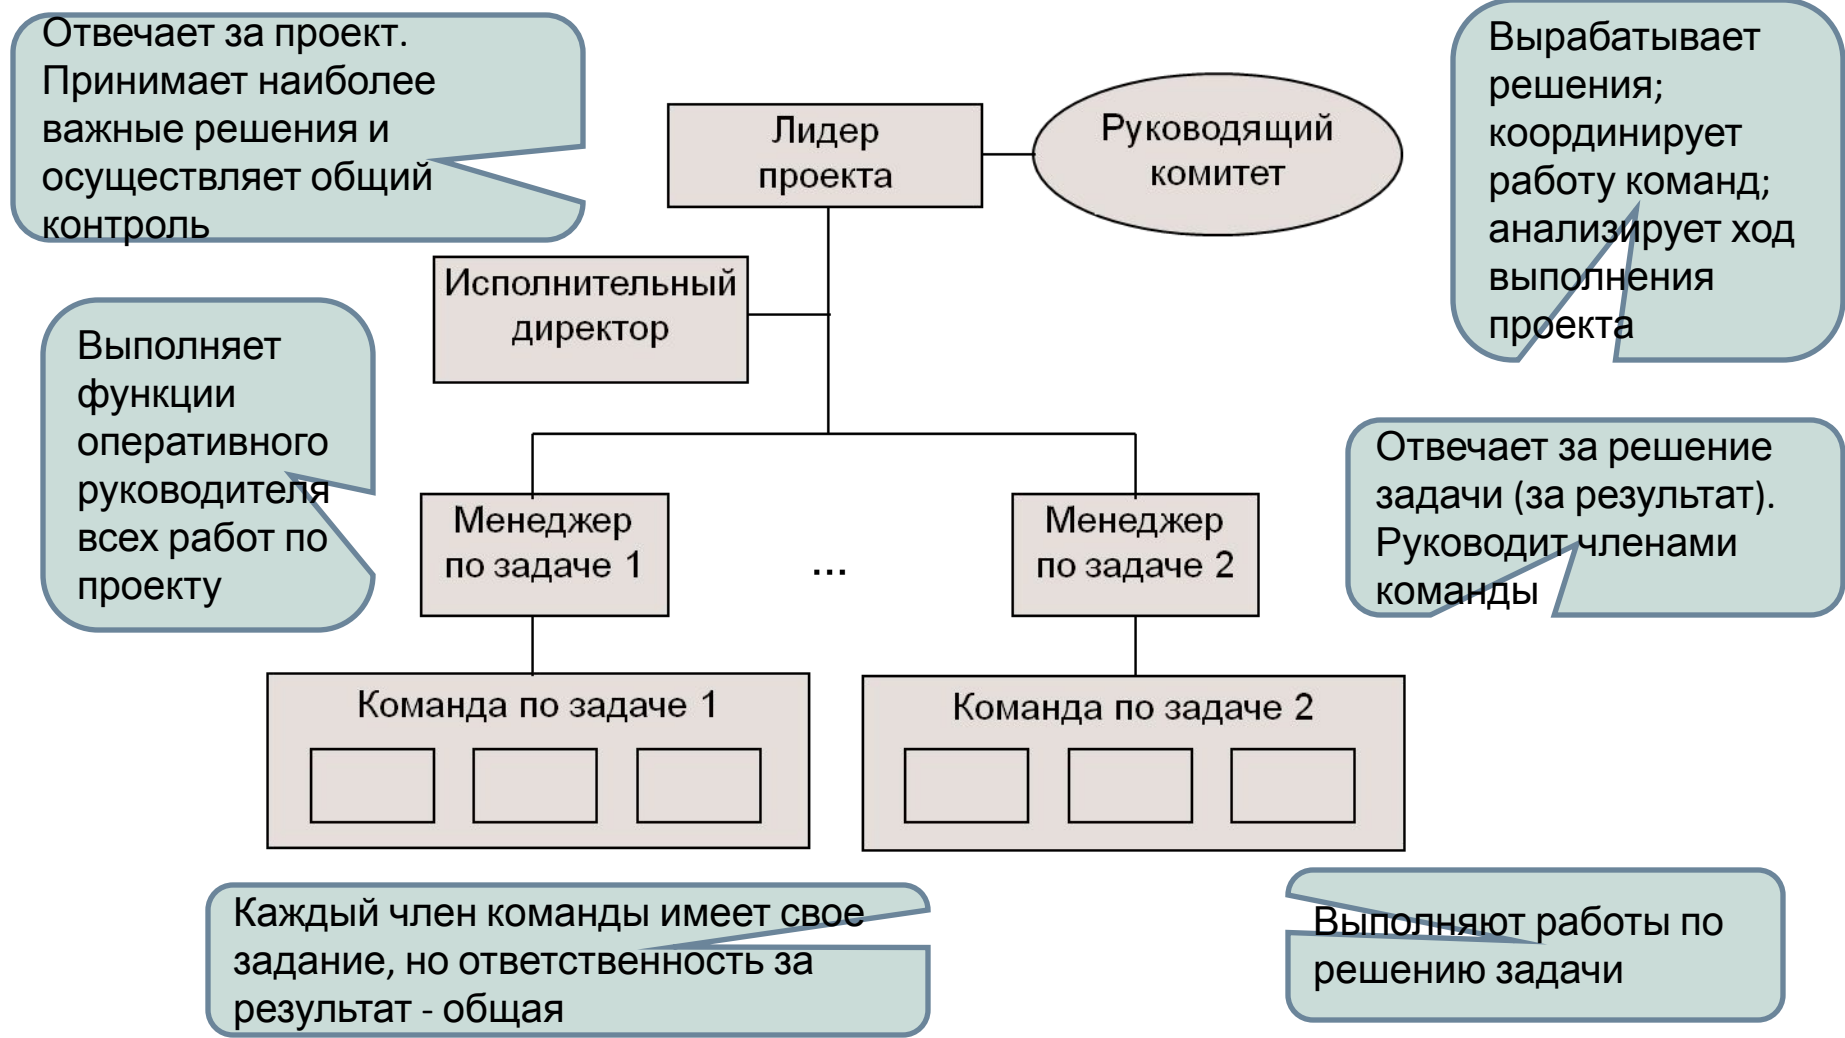 Отвечает за проект.
Принимает наиболее
важные решения и
осуществляет общий
контроль
Лидер
проекта
Руководящий
комитет
Вырабатывает
решения;
координирует
работу команд;
анализирует ход
выполнения
проекта
Исполнительный
директор
Выполняет
функции
оперативного
руководителя
всех работ по
проекту
Менеджер
по задаче 1
...
Менеджер
по задаче 2
Отвечает за решение
задачи (за результат).
Руководит членами
команды
Команда по задаче 1
Команда по задаче 2
Каждый член команды имеет свое
задание, но ответственность за
результат - общая
Выполняют работы по
решению задачи